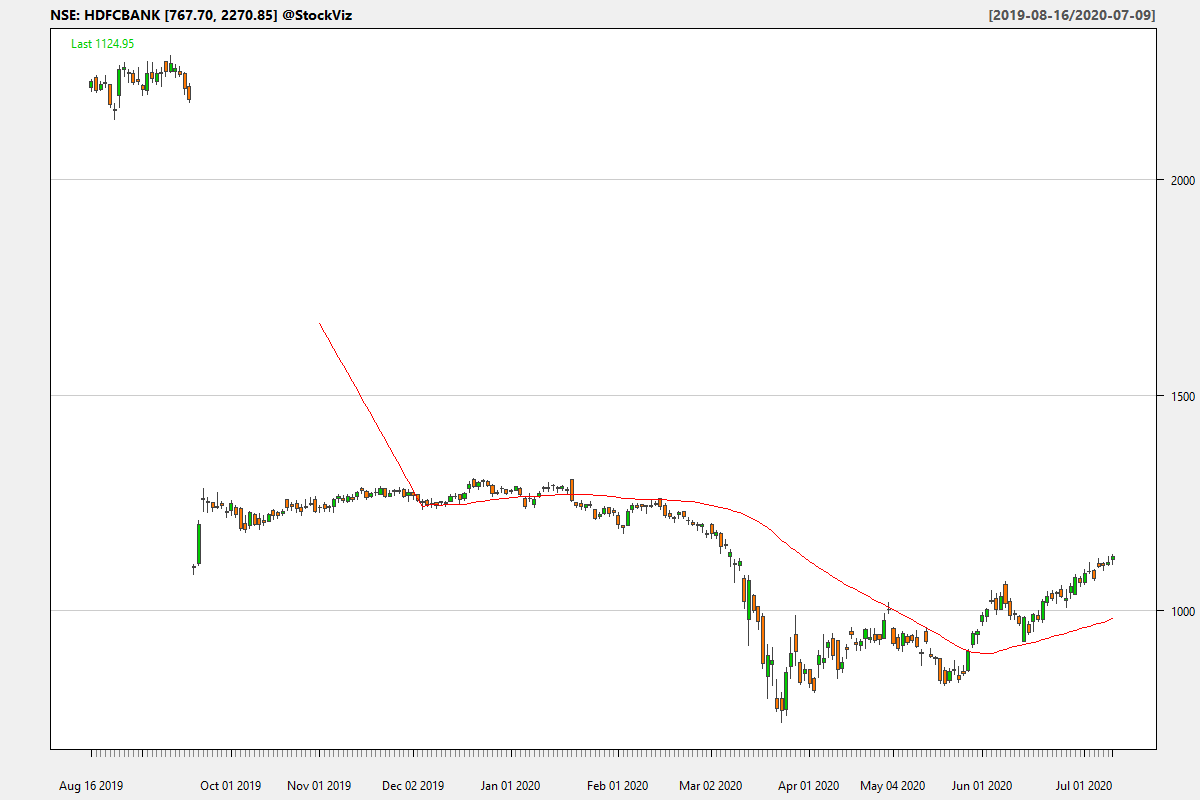 NSE: HDFCBANK [767.70, 2270.85] @StockViz [2019-08-16/2020-07-09]
Last 1124.95
2000
1500
1000
Aug 16 2019 Oct 01 2019 Nov 01 2019 Dec 02 2019 Jan 01 2020 Feb 01 2020 Mar 02 2020 Apr 01 2020 May 04 2020 Jun 01 2020 Jul 01 2020